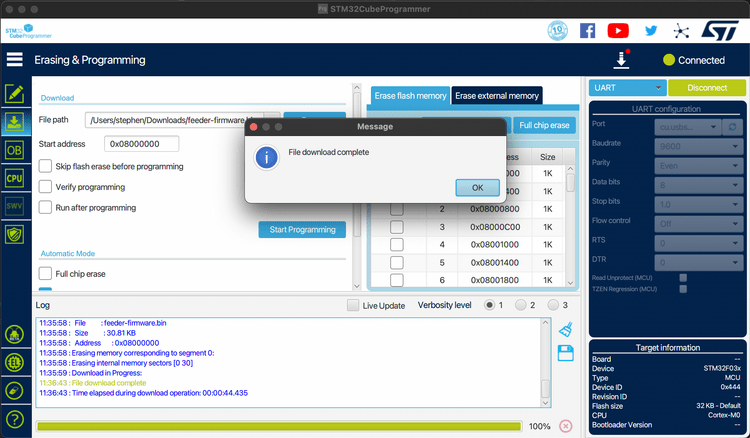 STM32CubeProgrammer
STM32
CubeProgrammer
19
Erasing & Programming
Connected
Download
File path
/Users/stephen/Downloads/feeder-firmware.
Start address
0x08000000
Skip flash erase before programming
Verify programming
Run after programming
Start Programming
Automatic Mode
Full chip erase
Erase flash memory
Erase external memory
Full chip erase
Size
1K
1K
2
0x08000800
1K
3
0x08000C00
1K
4
0x08001000
1K
5
0x08001400
1K
6
0x08001800
1K
Message
File download complete
OK
Log
Live Update
Verbosity level
1
2
3
11:35:58 : File : feeder-firmware.bin
11:35:58 : Size : 30.81 KB
11:35:58 : Address : 0x08000000
11:35:58 : Erasing memory corresponding to segment 0:
11:35:58 : Erasing internal memory sectors [0 30]
11:35:59 : Download in Progress:
11:36:43 : File download complete
11:36:43 : Time elapsed during download operation: 00:00:44.435
100%
OB
CPU
SWV
UART
Disconnect
UART configuration
Port
cu.usbs...
Baudrate
9600
Parity
Even
Data bits
8
Stop bits
1.0
Flow control
Off
RTS
0
DTR
0
Read Unprotect (MCU)
TZEN Regression (MCU)
Target information
Board
--
Device
STM32F03x
Type
MCU
Device ID
0x444
Revision ID
--
Flash size
32 KB - Default
CPU
Cortex-M0
Bootloader Version
--